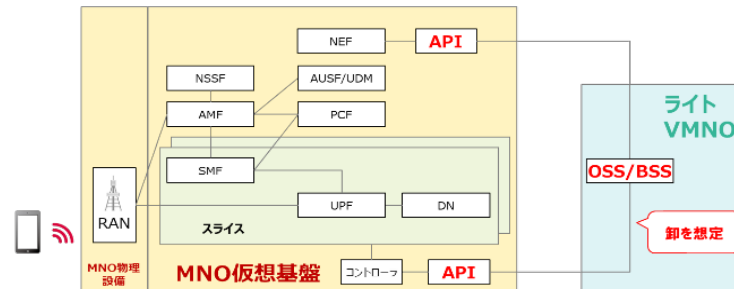 NEF
API
NSSF
AUSF/UDM
AMF
PCF
ライト
VMNO
SMF
OSS/BSS
RAN
UPF
DN
スライス
卸を想定
MNO物理
設備
MNO仮想基盤
コントローラ
API